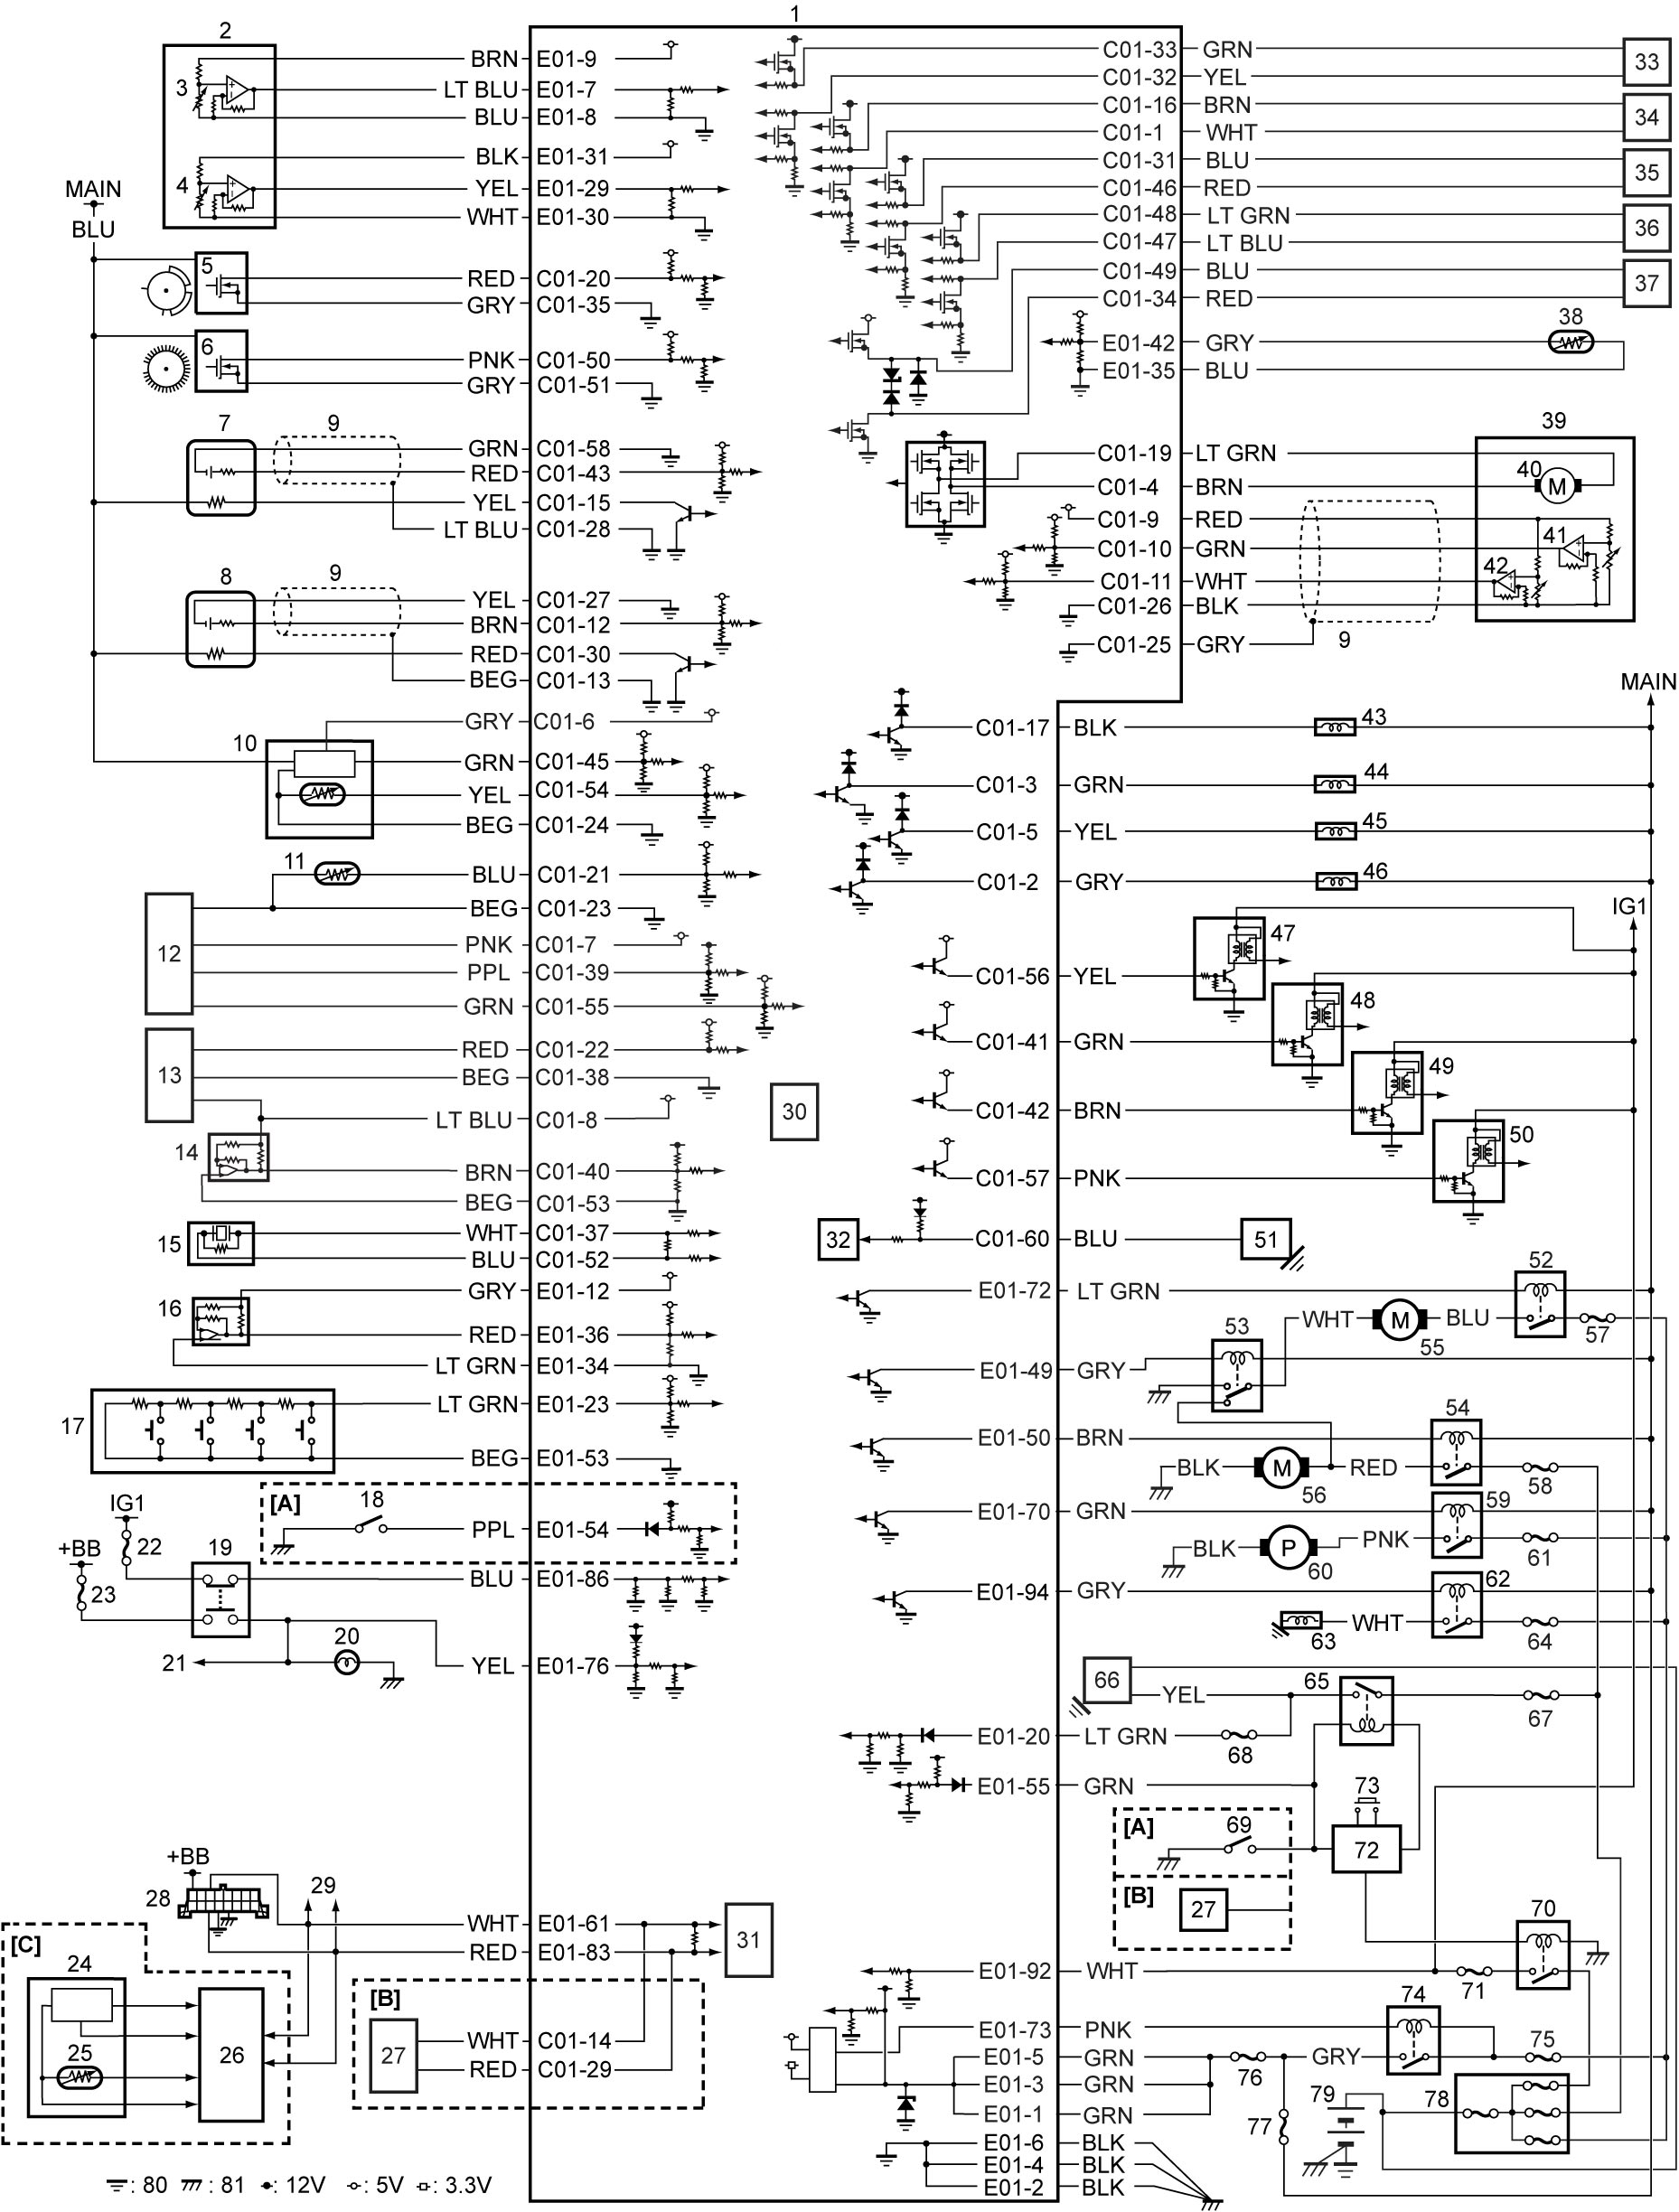 1
2
BRN E01-9
3
LT BLU E01-7
BLU E01-8
BLK E01-31
4
YEL E01-29
WHT E01-30
MAIN
BLU
5
RED C01-20
GRY C01-35
6
PNK C01-50
GRY C01-51
7
9
GRN C01-58
RED C01-43
YEL C01-15
LT BLU C01-28
8
9
YEL C01-27
BRN C01-12
RED C01-30
BEG C01-13
GRY C01-6
10
GRN C01-45
YEL C01-54
BEG C01-24
11
BLU C01-21
BEG C01-23
12
PNK C01-7
PPL C01-39
GRN C01-55
13
RED C01-22
BEG C01-38
LT BLU C01-8
14
BRN C01-40
BEG C01-53
15
WHT C01-37
BLU C01-52
GRY E01-12
16
RED E01-36
LT GRN E01-34
17
LT GRN E01-23
BEG E01-53
[A]
18
PPL E01-54
IG1
22
+BB
23
19
BLU E01-86
20
21
YEL E01-76
+BB
28
29
WHT E01-61
RED E01-83
31
[C]
24
25
26
[B]
27
WHT C01-14
RED C01-29
30
C01-33 GRN
C01-32 YEL
33
C01-16 BRN
C01-1 WHT
34
C01-31 BLU
C01-46 RED
35
C01-48 LT GRN
C01-47 LT BLU
36
C01-49 BLU
C01-34 RED
37
38
E01-42 GRY
E01-35 BLU
39
C01-19 LT GRN
40
M
C01-4 BRN
C01-9 RED
41
C01-10 GRN
42
C01-11 WHT
C01-26 BLK
C01-25 GRY
9
MAIN
C01-17 BLK
43
C01-3 GRN
44
C01-5 YEL
45
C01-2 GRY
46
IG1
47
C01-56 YEL
48
C01-41 GRN
49
C01-42 BRN
50
C01-57 PNK
32
C01-60 BLU
51
52
E01-72 LT GRN
53
WHT
M
BLU
55
57
E01-49 GRY
54
E01-50 BRN
BLK
M
RED
56
58
59
E01-70 GRN
BLK
P
PNK
60
61
62
E01-94 GRY
WHT
63
64
66
YEL
65
67
E01-20 LT GRN
68
E01-55 GRN
73
[A]
69
72
[B]
27
70
E01-92 WHT
71
74
E01-73 PNK
E01-5 GRN
GRY
75
76
E01-3 GRN
79
78
E01-1 GRN
77
E01-6 BLK
E01-4 BLK
E01-2 BLK
: 80 : 81 : 12V : 5V : 3.3V